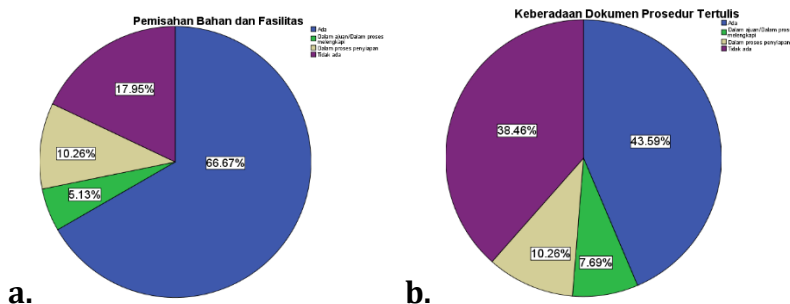 Pemisahan Bahan dan Fasilitas
Ada
Dalam ajuan/Dalam proses
melengkapi
Dalam proses penyiapan
Tidak ada
17.95%
10.26%
5.13%
66.67%
a.
Keberadaan Dokumen Prosedur Tertulis
Ada
Dalam ajuan/Dalam proses
melengkapi
Dalam proses penyiapan
Tidak ada
38.46%
43.59%
10.26%
7.69%
b.